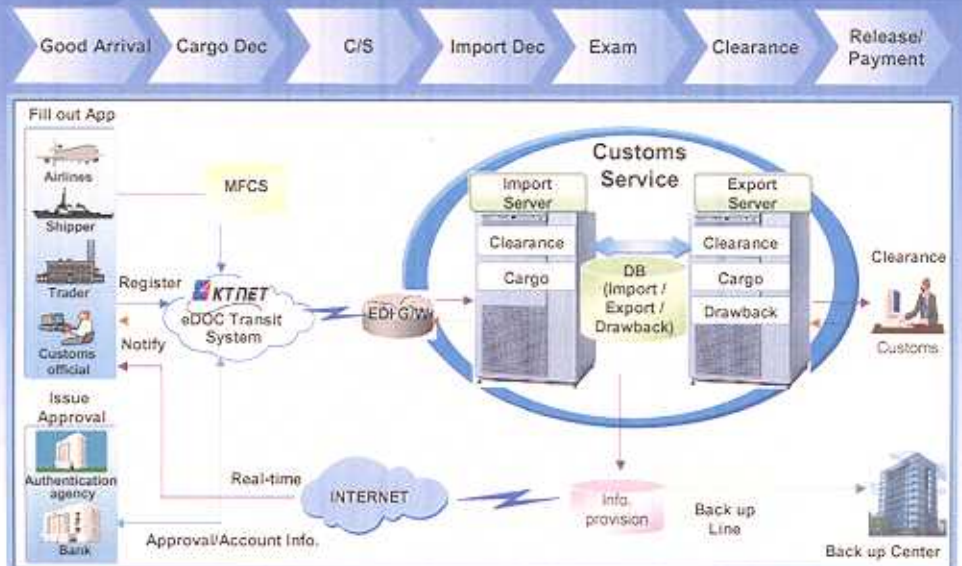 Good Arrival
Cargo Dec
C/S
Import Dec
Exam
Clearance
Release/
Payment
Fill out App
Airlines
Shipper
Trader
Customs
official
Issue
Approval
Authentication
agency
Bank
MFCS
Register
Notify
KTNET
eDOC Transit
System
EDI G/W
Customs
Service
Import
Server
Clearance
Cargo
DB
(Import /
Export /
Drawback)
Export
Server
Clearance
Cargo
Drawback
Clearance
Customs
Real-time
INTERNET
Approval/Account Info.
Info.
provision
Back up
Line
Back up Center